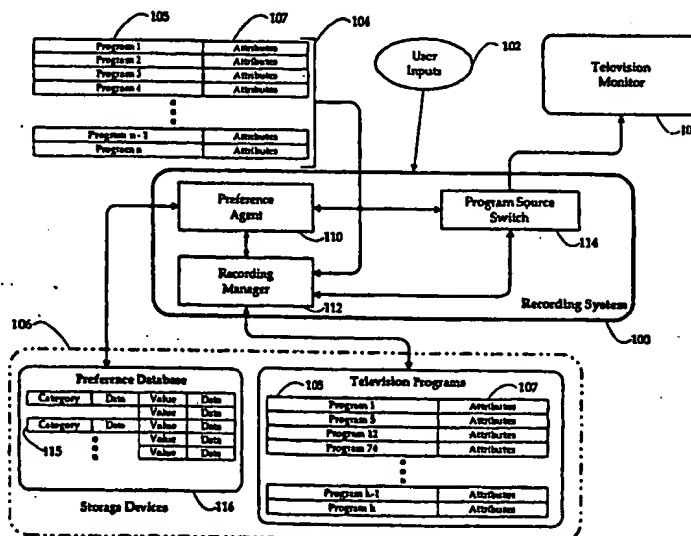 105
107
104
Program 1 Attributes
Program 2 Attributes
Program 3 Attributes
Program 4 Attributes
Program n-1 Attributes
Program n Attributes
User
Inputs
102
Television
Monitor
10
Preference
Agent
110
Program Source
Switch
114
Recording
Manager
112
Recording System
100
106
Preference Database
Category Data Value Data
Value Data
Category Data Value Data
Value Data
Value Data
115
Storage Devices
116
Television Programs
105
107
Program 1 Attributes
Program 5 Attributes
Program 12 Attributes
Program 74 Attributes
Program h-1 Attributes
Program h Attributes